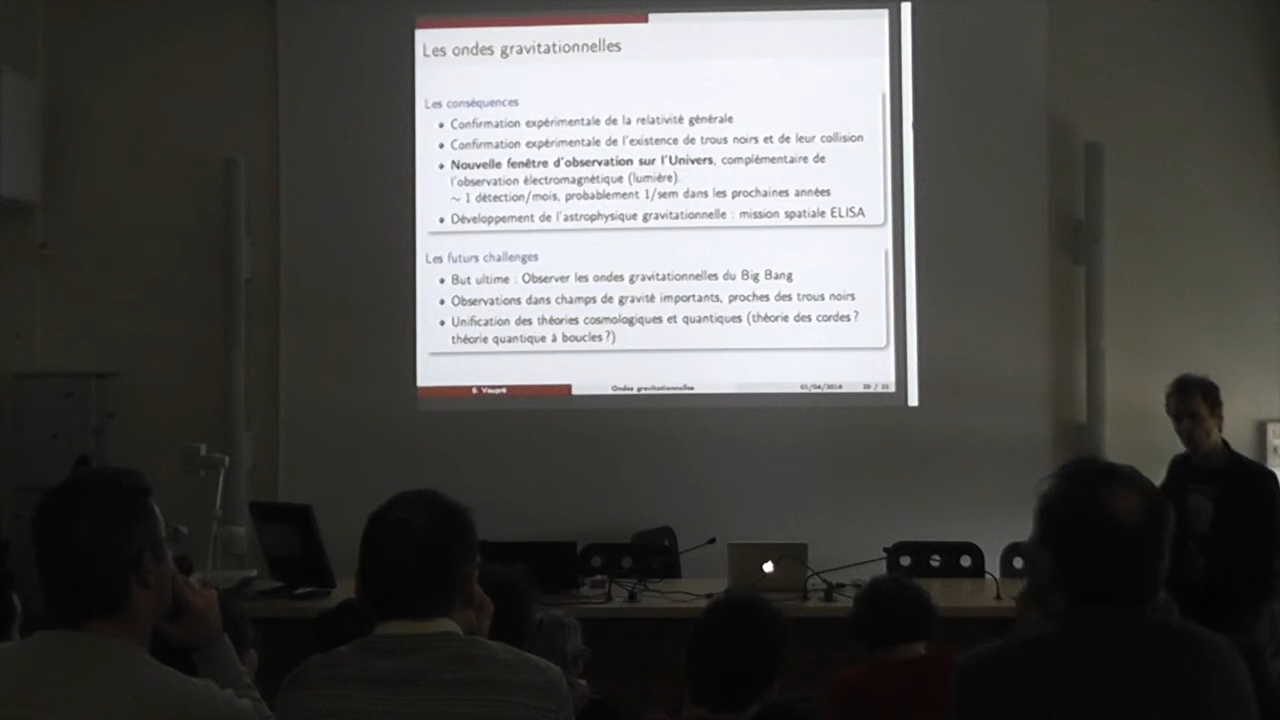 Les ondes gravitationnelles
Les conséquences
• Confirmation expérimentale de la relativité générale
• Confirmation expérimentale de l'existence de trous noirs et de leur collision
• Nouvelle fenêtre d'observation sur l'Univers, complémentaire de
l'observation électromagnétique (lumière).
∼ 1 détection/mois, probablement 1/sem dans les prochaines années
• Développement de l'astrophysique gravitationnelle : mission spatiale ELISA
Les futurs challenges
• But ultime : Observer les ondes gravitationnelles du Big Bang
• Observations dans champs de gravité importants, proches des trous noirs
• Unification des théories cosmologiques et quantiques (théorie des cordes ?
théorie quantique à boucles ?)
Ondes gravitationnelles